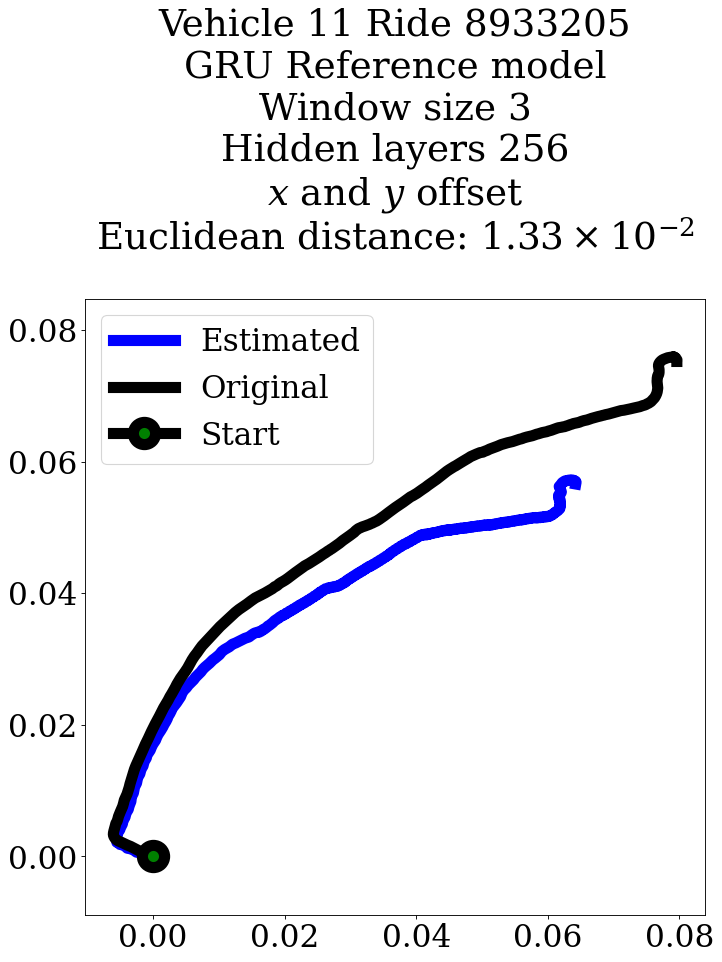 Vehicle 11 Ride 8933205
GRU Reference model
Window size 3
Hidden layers 256
x and y offset
Euclidean distance: 1.33 × 10⁻²
Estimated
Original
Start
0.08
0.06
0.04
0.02
0.00
0.00 0.02 0.04 0.06 0.08